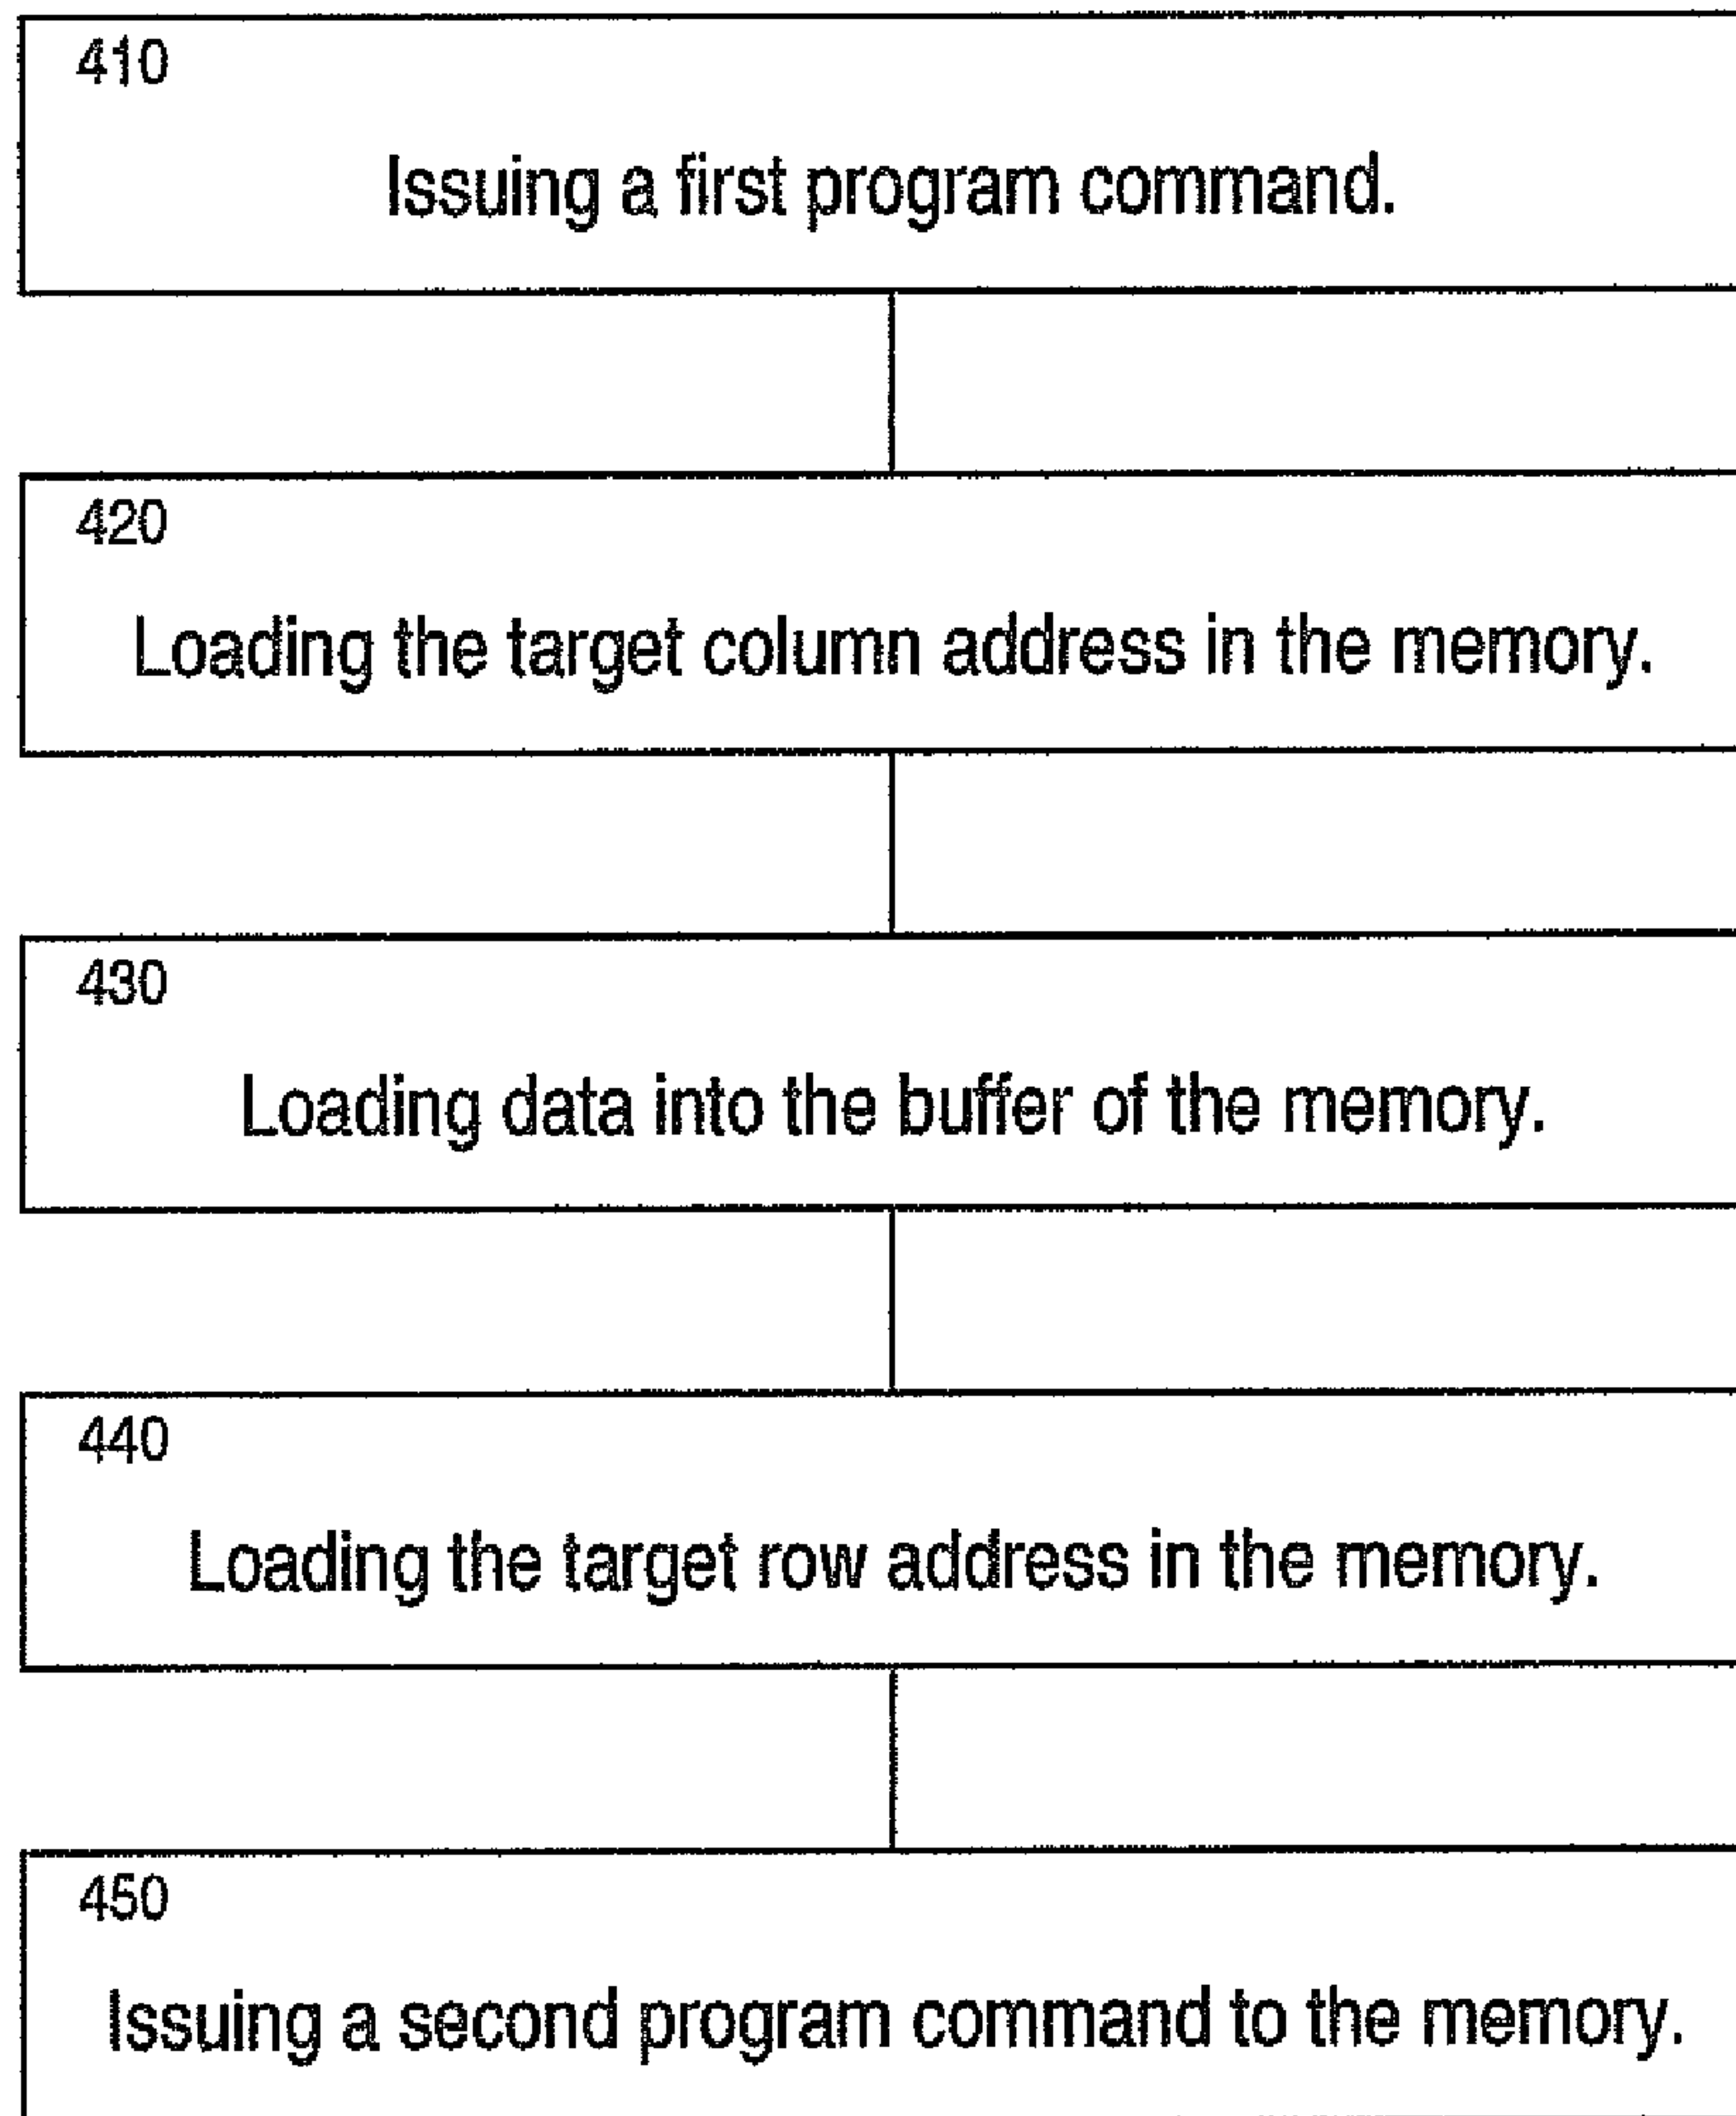 410
Issuing a first program command.
420
Loading the target column address in the memory.
430
Loading data into the buffer of the memory.
440
Loading the target row address in the memory.
450
Issuing a second program command to the memory.